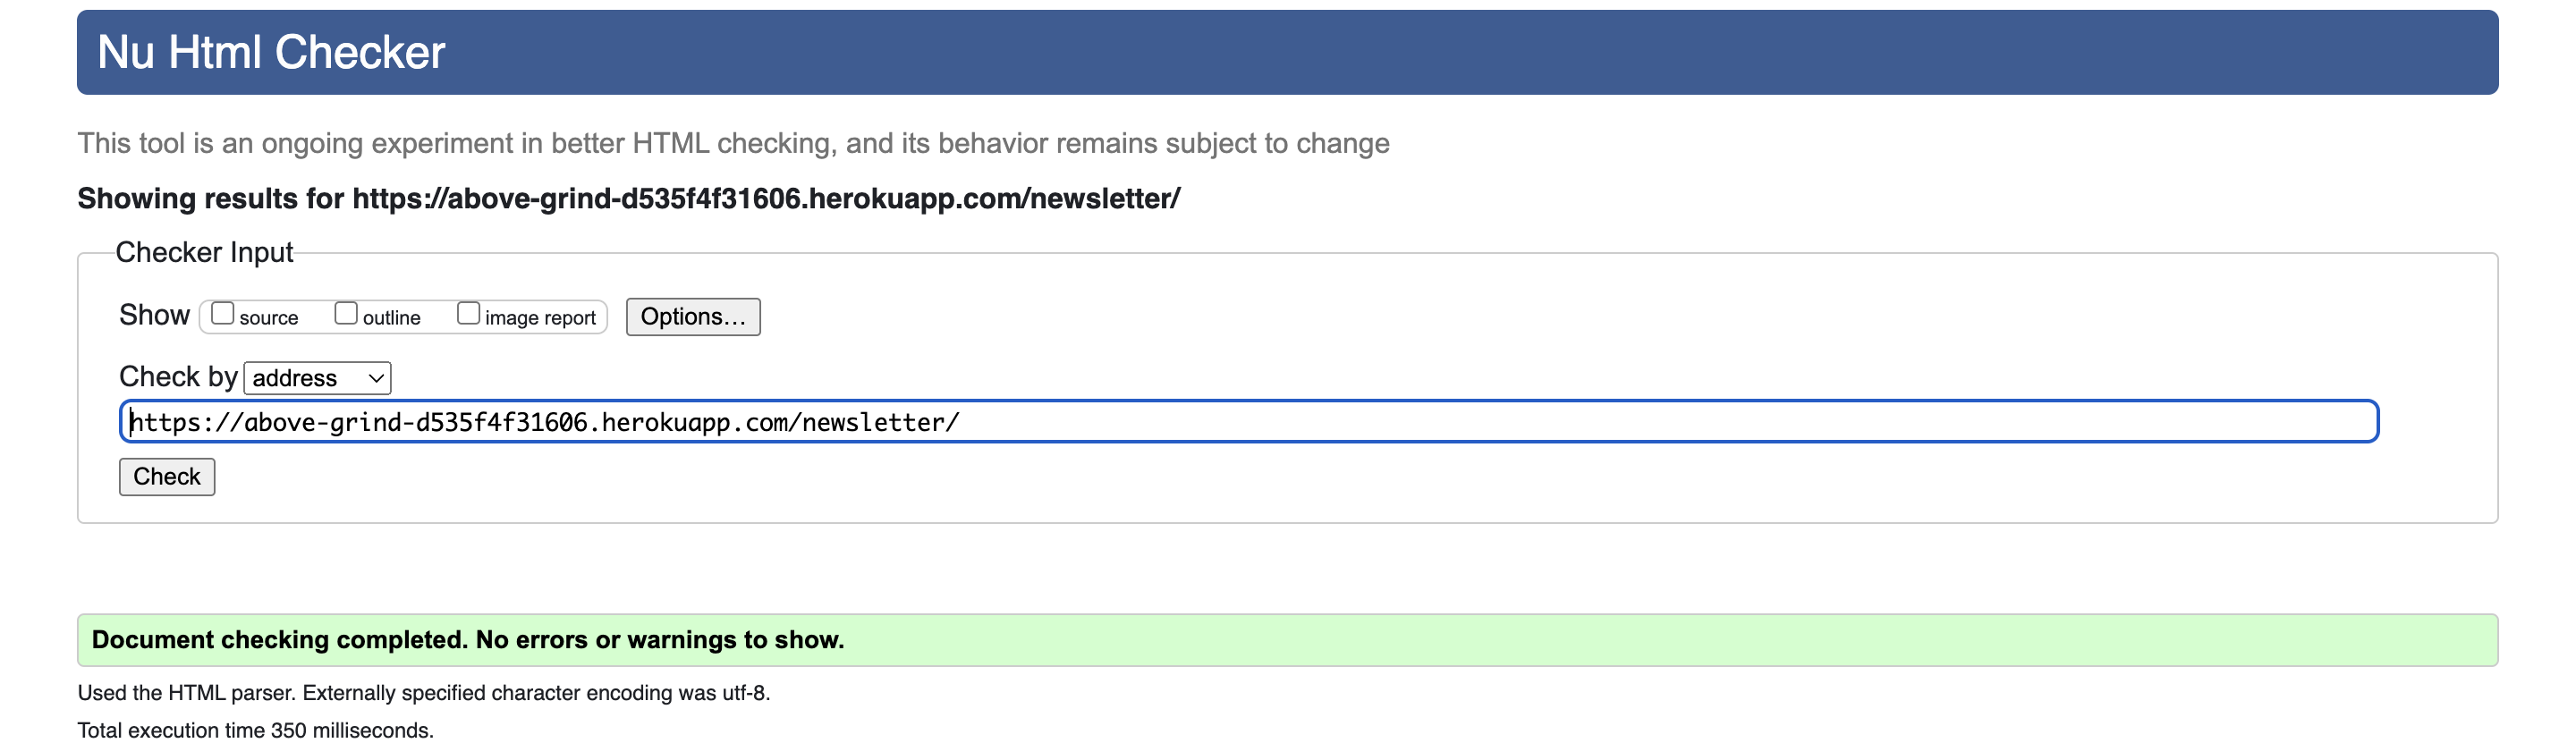 Nu Html Checker
This tool is an ongoing experiment in better HTML checking, and its behavior remains subject to change
Showing results for https://above-grind-d535f4f31606.herokuapp.com/newsletter/
Checker Input
Show source outline image report Options...
Check by address
https://above-grind-d535f4f31606.herokuapp.com/newsletter/
Check
Document checking completed. No errors or warnings to show.
Used the HTML parser. Externally specified character encoding was utf-8.
Total execution time 350 milliseconds.